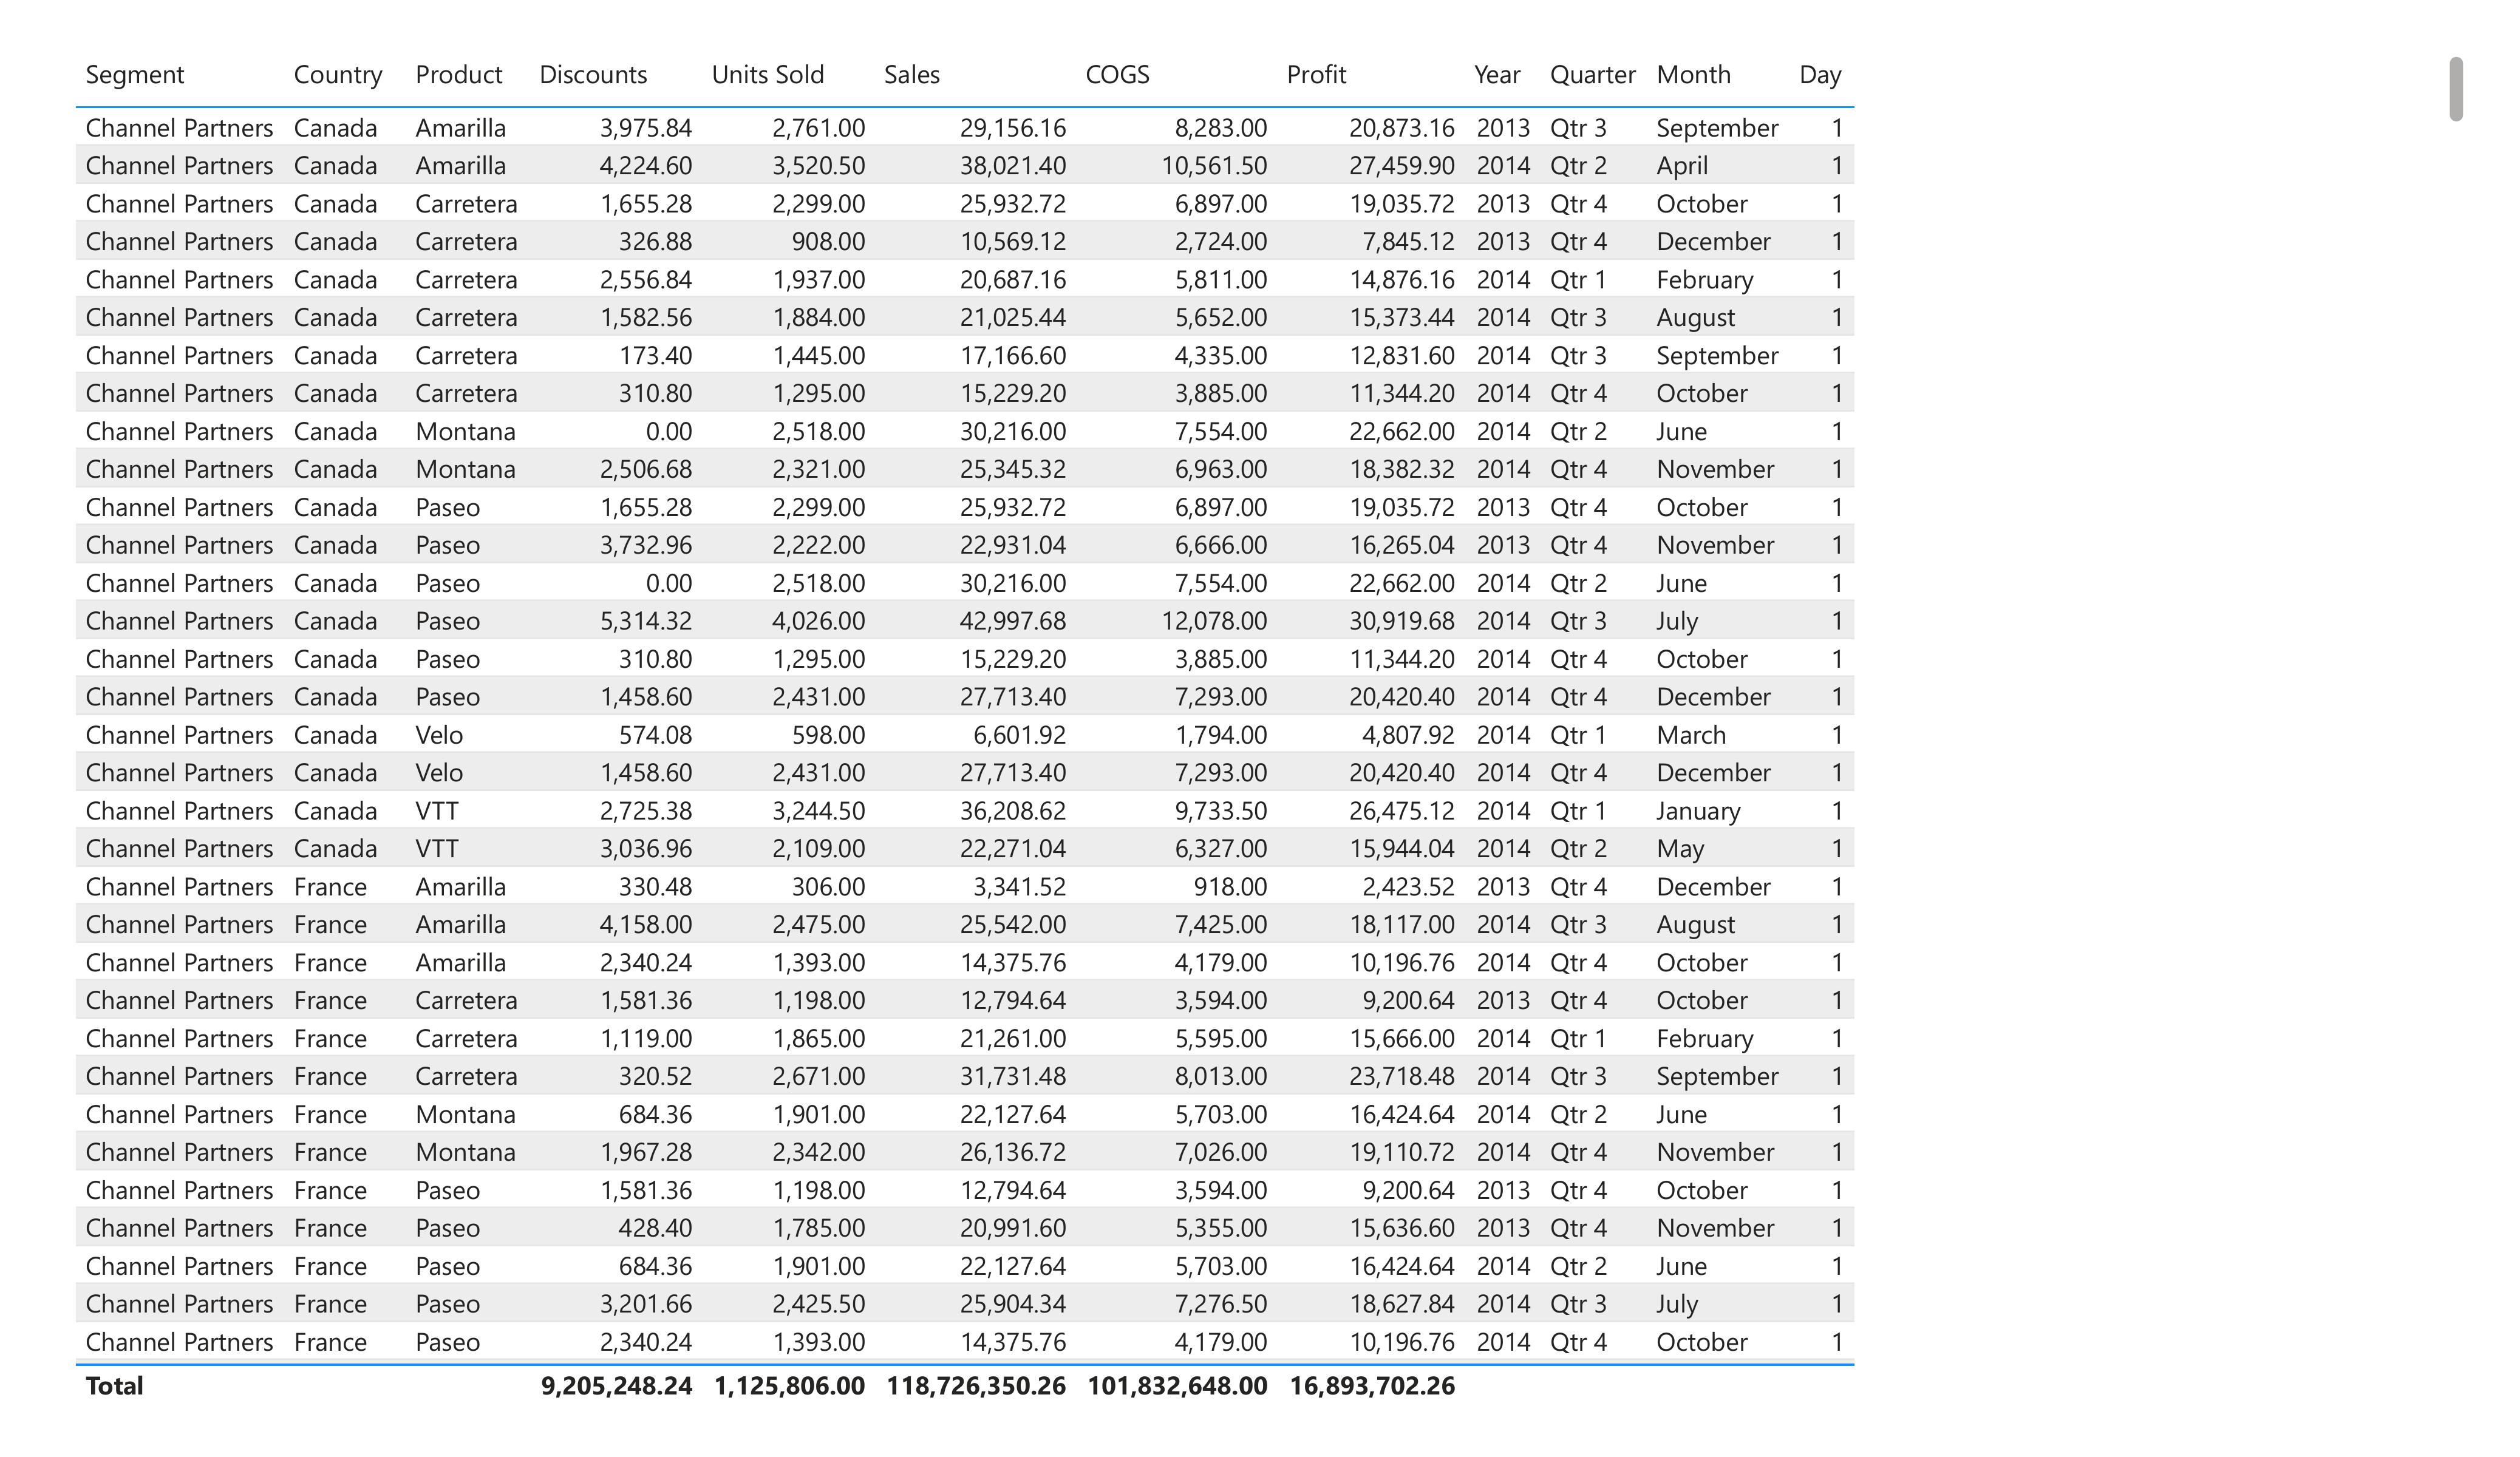 Segment Country Product Discounts Units Sold Sales COGS Profit Year Quarter Month Day
Channel Partners Canada Amarilla 3,975.84 2,761.00 29,156.16 8,283.00 20,873.16 2013 Qtr 3 September 1
Channel Partners Canada Amarilla 4,224.60 3,520.50 38,021.40 10,561.50 27,459.90 2014 Qtr 2 April 1
Channel Partners Canada Carretera 1,655.28 2,299.00 25,932.72 6,897.00 19,035.72 2013 Qtr 4 October 1
Channel Partners Canada Carretera 326.88 908.00 10,569.12 2,724.00 7,845.12 2013 Qtr 4 December 1
Channel Partners Canada Carretera 2,556.84 1,937.00 20,687.16 5,811.00 14,876.16 2014 Qtr 1 February 1
Channel Partners Canada Carretera 1,582.56 1,884.00 21,025.44 5,652.00 15,373.44 2014 Qtr 3 August 1
Channel Partners Canada Carretera 173.40 1,445.00 17,166.60 4,335.00 12,831.60 2014 Qtr 3 September 1
Channel Partners Canada Carretera 310.80 1,295.00 15,229.20 3,885.00 11,344.20 2014 Qtr 4 October 1
Channel Partners Canada Montana 0.00 2,518.00 30,216.00 7,554.00 22,662.00 2014 Qtr 2 June 1
Channel Partners Canada Montana 2,506.68 2,321.00 25,345.32 6,963.00 18,382.32 2014 Qtr 4 November 1
Channel Partners Canada Paseo 1,655.28 2,299.00 25,932.72 6,897.00 19,035.72 2013 Qtr 4 October 1
Channel Partners Canada Paseo 3,732.96 2,222.00 22,931.04 6,666.00 16,265.04 2013 Qtr 4 November 1
Channel Partners Canada Paseo 0.00 2,518.00 30,216.00 7,554.00 22,662.00 2014 Qtr 2 June 1
Channel Partners Canada Paseo 5,314.32 4,026.00 42,997.68 12,078.00 30,919.68 2014 Qtr 3 July 1
Channel Partners Canada Paseo 310.80 1,295.00 15,229.20 3,885.00 11,344.20 2014 Qtr 4 October 1
Channel Partners Canada Paseo 1,458.60 2,431.00 27,713.40 7,293.00 20,420.40 2014 Qtr 4 December 1
Channel Partners Canada Velo 574.08 598.00 6,601.92 1,794.00 4,807.92 2014 Qtr 1 March 1
Channel Partners Canada Velo 1,458.60 2,431.00 27,713.40 7,293.00 20,420.40 2014 Qtr 4 December 1
Channel Partners Canada VTT 2,725.38 3,244.50 36,208.62 9,733.50 26,475.12 2014 Qtr 1 January 1
Channel Partners Canada VTT 3,036.96 2,109.00 22,271.04 6,327.00 15,944.04 2014 Qtr 2 May 1
Channel Partners France Amarilla 330.48 306.00 3,341.52 918.00 2,423.52 2013 Qtr 4 December 1
Channel Partners France Amarilla 4,158.00 2,475.00 25,542.00 7,425.00 18,117.00 2014 Qtr 3 August 1
Channel Partners France Amarilla 2,340.24 1,393.00 14,375.76 4,179.00 10,196.76 2014 Qtr 4 October 1
Channel Partners France Carretera 1,581.36 1,198.00 12,794.64 3,594.00 9,200.64 2013 Qtr 4 October 1
Channel Partners France Carretera 1,119.00 1,865.00 21,261.00 5,595.00 15,666.00 2014 Qtr 1 February 1
Channel Partners France Carretera 320.52 2,671.00 31,731.48 8,013.00 23,718.48 2014 Qtr 3 September 1
Channel Partners France Montana 684.36 1,901.00 22,127.64 5,703.00 16,424.64 2014 Qtr 2 June 1
Channel Partners France Montana 1,967.28 2,342.00 26,136.72 7,026.00 19,110.72 2014 Qtr 4 November 1
Channel Partners France Paseo 1,581.36 1,198.00 12,794.64 3,594.00 9,200.64 2013 Qtr 4 October 1
Channel Partners France Paseo 428.40 1,785.00 20,991.60 5,355.00 15,636.60 2013 Qtr 4 November 1
Channel Partners France Paseo 684.36 1,901.00 22,127.64 5,703.00 16,424.64 2014 Qtr 2 June 1
Channel Partners France Paseo 3,201.66 2,425.50 25,904.34 7,276.50 18,627.84 2014 Qtr 3 July 1
Channel Partners France Paseo 2,340.24 1,393.00 14,375.76 4,179.00 10,196.76 2014 Qtr 4 October 1
Total 9,205,248.24 1,125,806.00 118,726,350.26 101,832,648.00 16,893,702.26